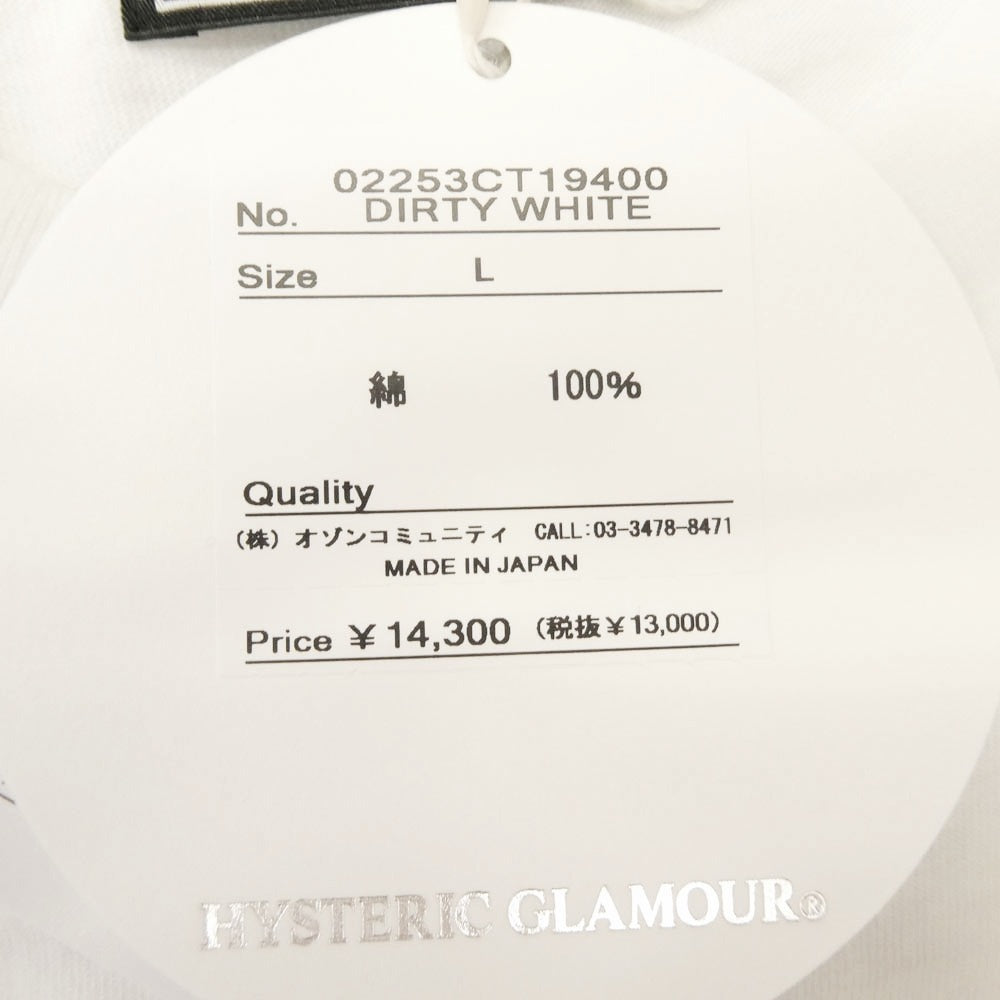 02253CT19400
No. DIRTY WHITE
Size L
綿 100%
Quality
(株) オゾンコミュニティ CALL:03-3478-8471
MADE IN JAPAN
Price ¥14,300 (税抜¥13,000)
HYSTERIC GLAMOUR®